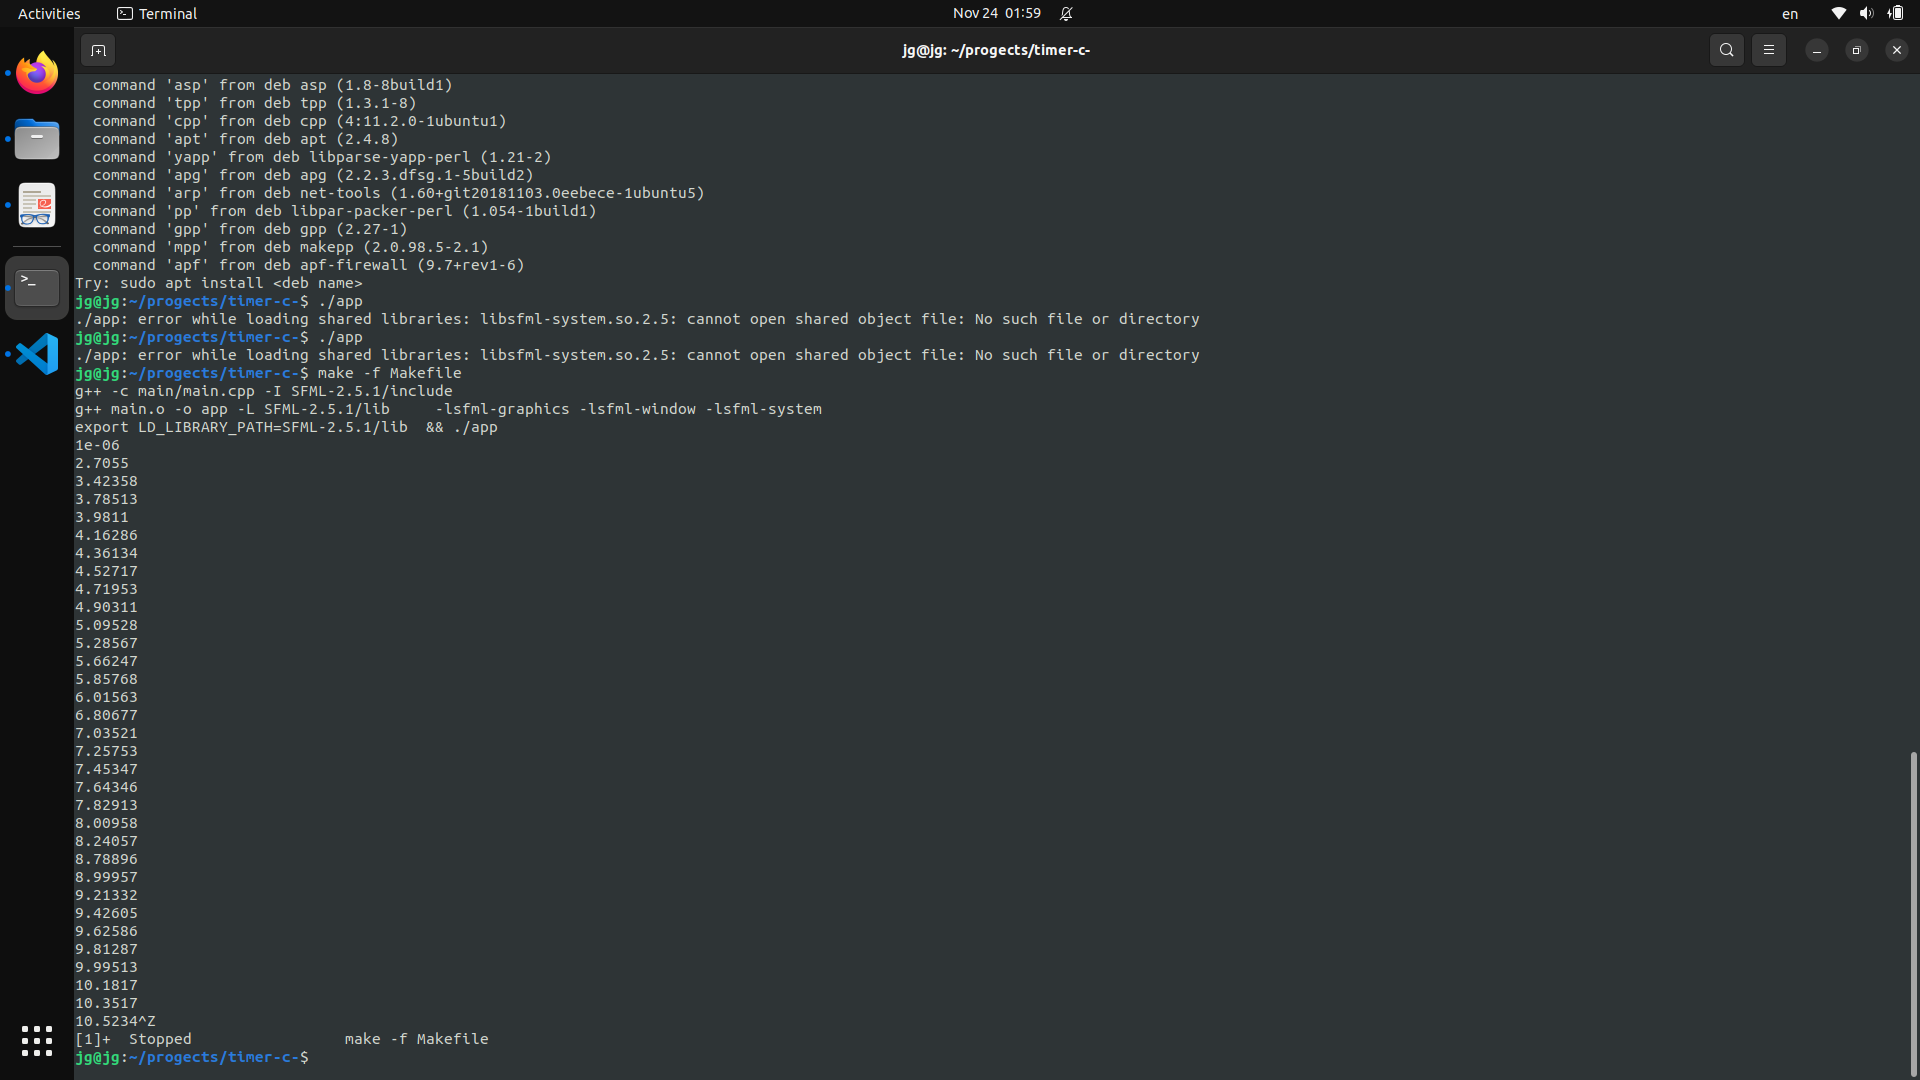 Activities
Terminal
Nov 24 01:59
en
jg@jg: ~/progects/timer-c-
command 'asp' from deb asp (1.8-8build1)
command 'tpp' from deb tpp (1.3.1-8)
command 'cpp' from deb cpp (4:11.2.0-1ubuntu1)
command 'apt' from deb apt (2.4.8)
command 'yapp' from deb libparse-yapp-perl (1.21-2)
command 'apg' from deb apg (2.2.3.dfsg.1-5build2)
command 'arp' from deb net-tools (1.60+git20181103.0eebece-1ubuntu5)
command 'pp' from deb libpar-packer-perl (1.054-1build1)
command 'gpp' from deb gpp (2.27-1)
command 'mpp' from deb makepp (2.0.98.5-2.1)
command 'apf' from deb apf-firewall (9.7+rev1-6)
Try: sudo apt install <deb name>
jg@jg:~/progects/timer-c-$ ./app
./app: error while loading shared libraries: libsfml-system.so.2.5: cannot open shared object file: No such file or directory
jg@jg:~/progects/timer-c-$ ./app
./app: error while loading shared libraries: libsfml-system.so.2.5: cannot open shared object file: No such file or directory
jg@jg:~/progects/timer-c-$ make -f Makefile
g++ -c main/main.cpp -I SFML-2.5.1/include
g++ main.o -o app -L SFML-2.5.1/lib     -lsfml-graphics -lsfml-window -lsfml-system
export LD_LIBRARY_PATH=SFML-2.5.1/lib  && ./app
1e-06
2.7055
3.42358
3.78513
3.9811
4.16286
4.36134
4.52717
4.71953
4.90311
5.09528
5.28567
5.66247
5.85768
6.01563
6.80677
7.03521
7.25753
7.45347
7.64346
7.82913
8.00958
8.24057
8.78896
8.99957
9.21332
9.42605
9.62586
9.81287
9.99513
10.1817
10.3517
10.5234^Z
[1]+  Stopped                 make -f Makefile
jg@jg:~/progects/timer-c-$